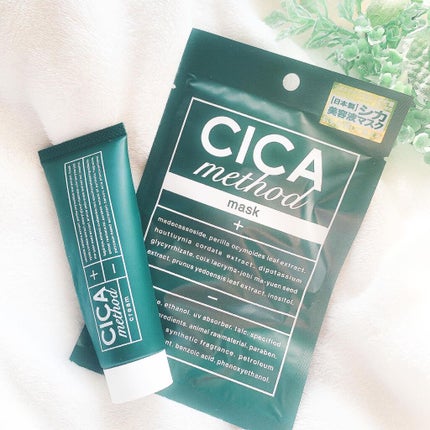 [日本製]シカ
美容液マスク
CICA
method
mask
+
madecassoside, perilla ocymoides leaf extract,
houttuynia cordata extract, dipotassium
glycyrrhizate, coix lacryma-jobi ma-yuen seed
extract, prunus yedoensis leaf extract, inositol.
−
ethanol, uv absorber, talc, specified
animal raw material, paraben,
synthetic fragrance, petroleum
benzoic acid, phenoxyethanol.
+
−
CICA
method
cream